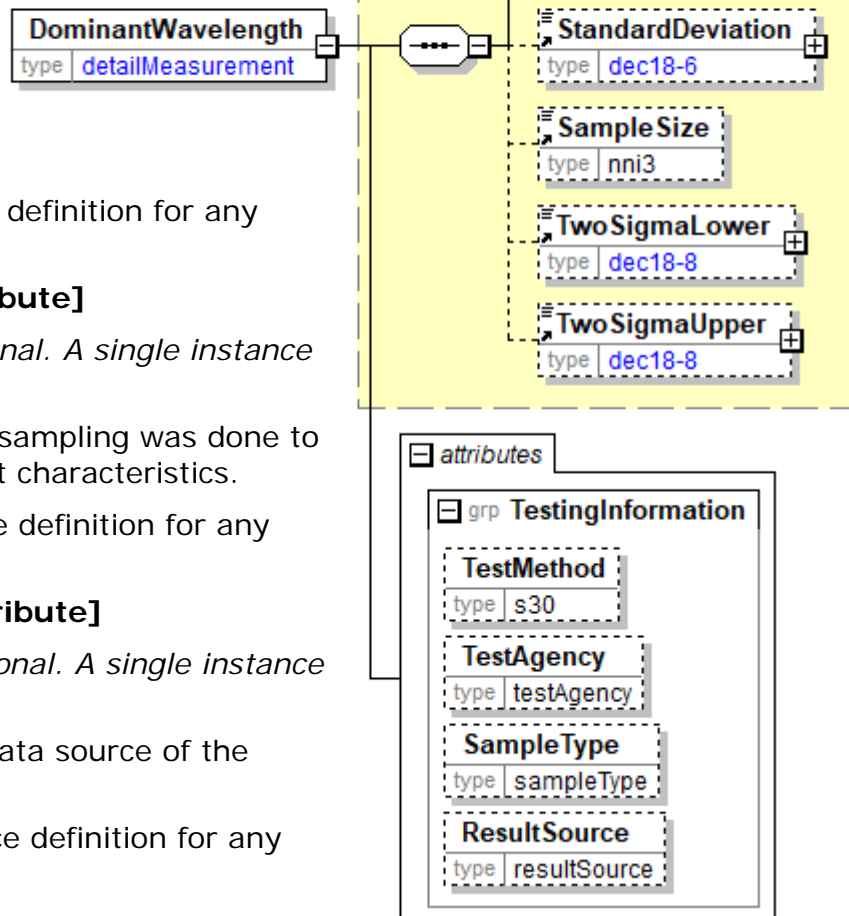 DominantWavelength
type detailMeasurement
definition for any
bute]
nal. A single instance
sampling was done to
t characteristics.
e definition for any
ribute]
onal. A single instance
ata source of the
ce definition for any
StandardDeviation
type dec18-6
SampleSize
type nni3
TwoSigmaLower
type dec18-8
TwoSigmaUpper
type dec18-8
attributes
grp TestingInformation
TestMethod
type s30
TestAgency
type testAgency
SampleType
type sampleType
ResultSource
type resultSource